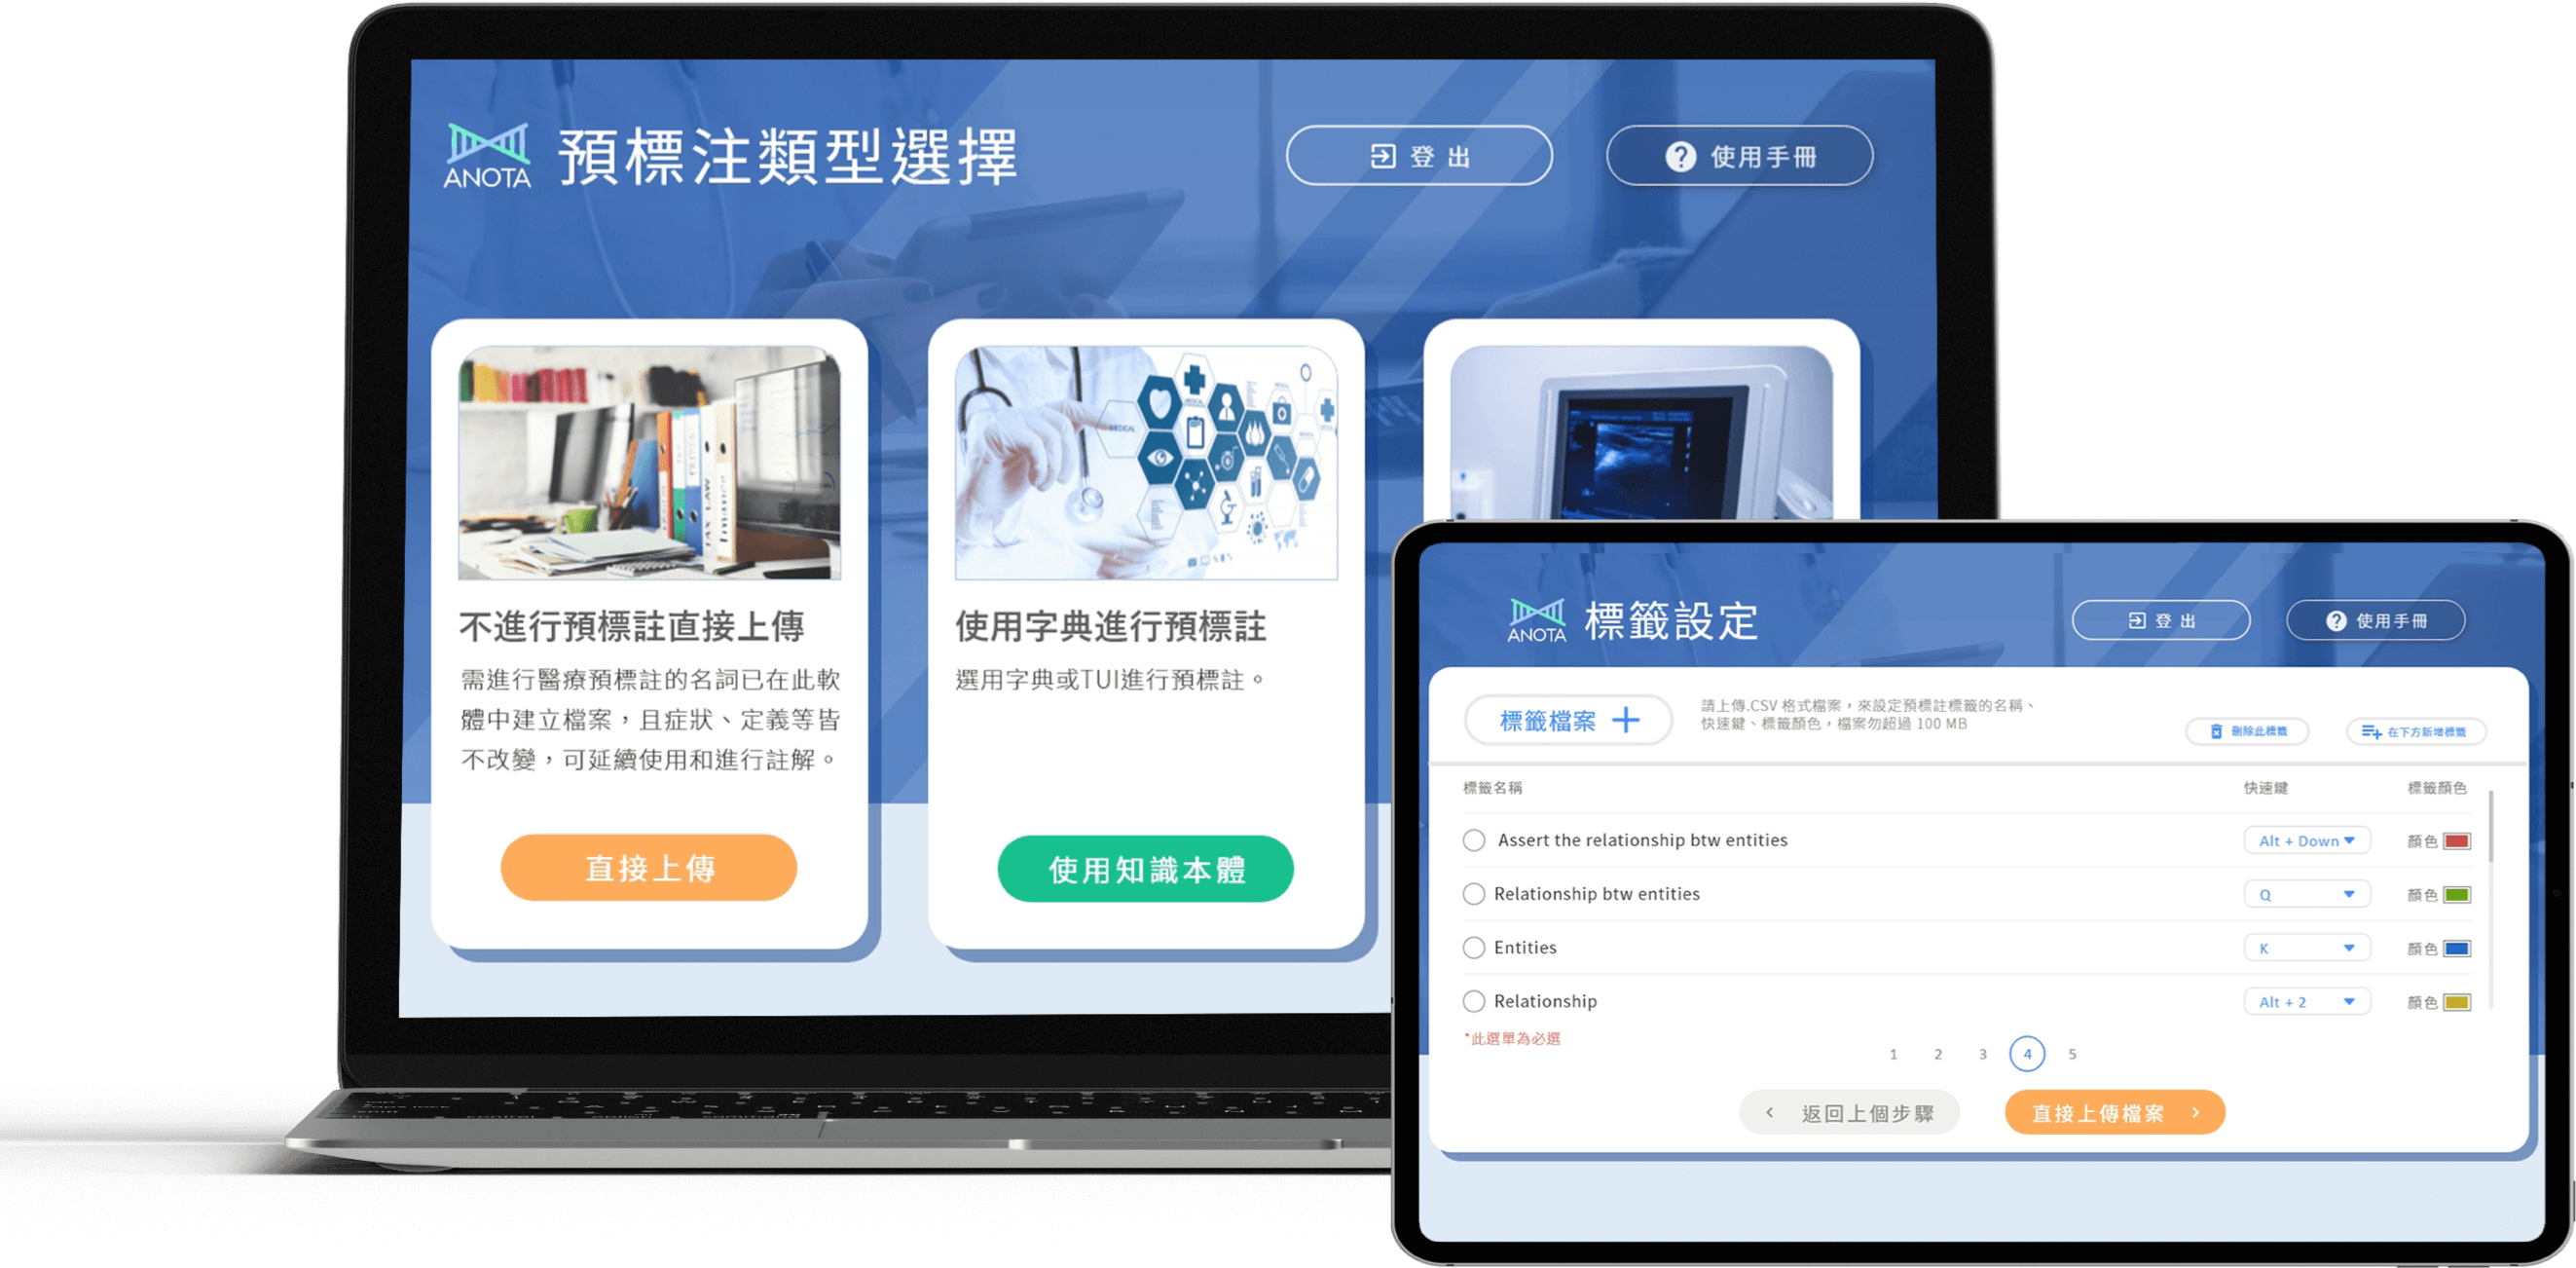 ANOTA
預標注類型選擇
登出
使用手冊
MEDICAL
TAX LAW
Finance
不進行預標註直接上傳
需進行醫療預標註的名詞已在此軟
體中建立檔案，且症狀、定義等皆
不改變，可延續使用和進行註解。
直接上傳
使用字典進行預標註
選用字典或TUI進行預標註。
使用知識本體
ANOTA
標籤設定
登出
使用手冊
標籤檔案
請上傳.CSV 格式檔案，來設定預標註標籤的名稱、
快速鍵、標籤顏色，檔案勿超過 100 MB
刪除此標籤
在下方新增標籤
標籤名稱 快速鍵 標籤顏色
Assert the relationship btw entities Alt + Down 顏色
Relationship btw entities Q 顏色
Entities K 顏色
Relationship Alt + 2 顏色
*此選單為必選
1 2 3 4 5
< 返回上個步驟
直接上傳檔案 >